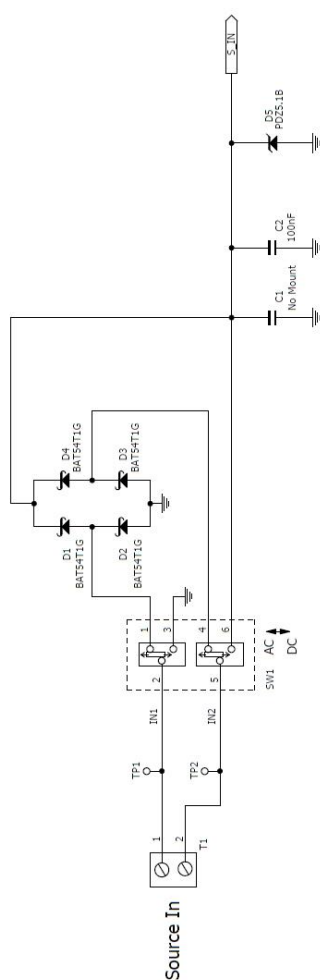 Source In
1
2
T1
TP1
TP2
IN1
IN2
2
1
3
5
4
6
SW1
AC
DC
D1
BAT54T1G
D2
BAT54T1G
D4
BAT54T1G
D3
BAT54T1G
C1
No Mount
C2
100nF
D5
PDZ5.1B
S_IN